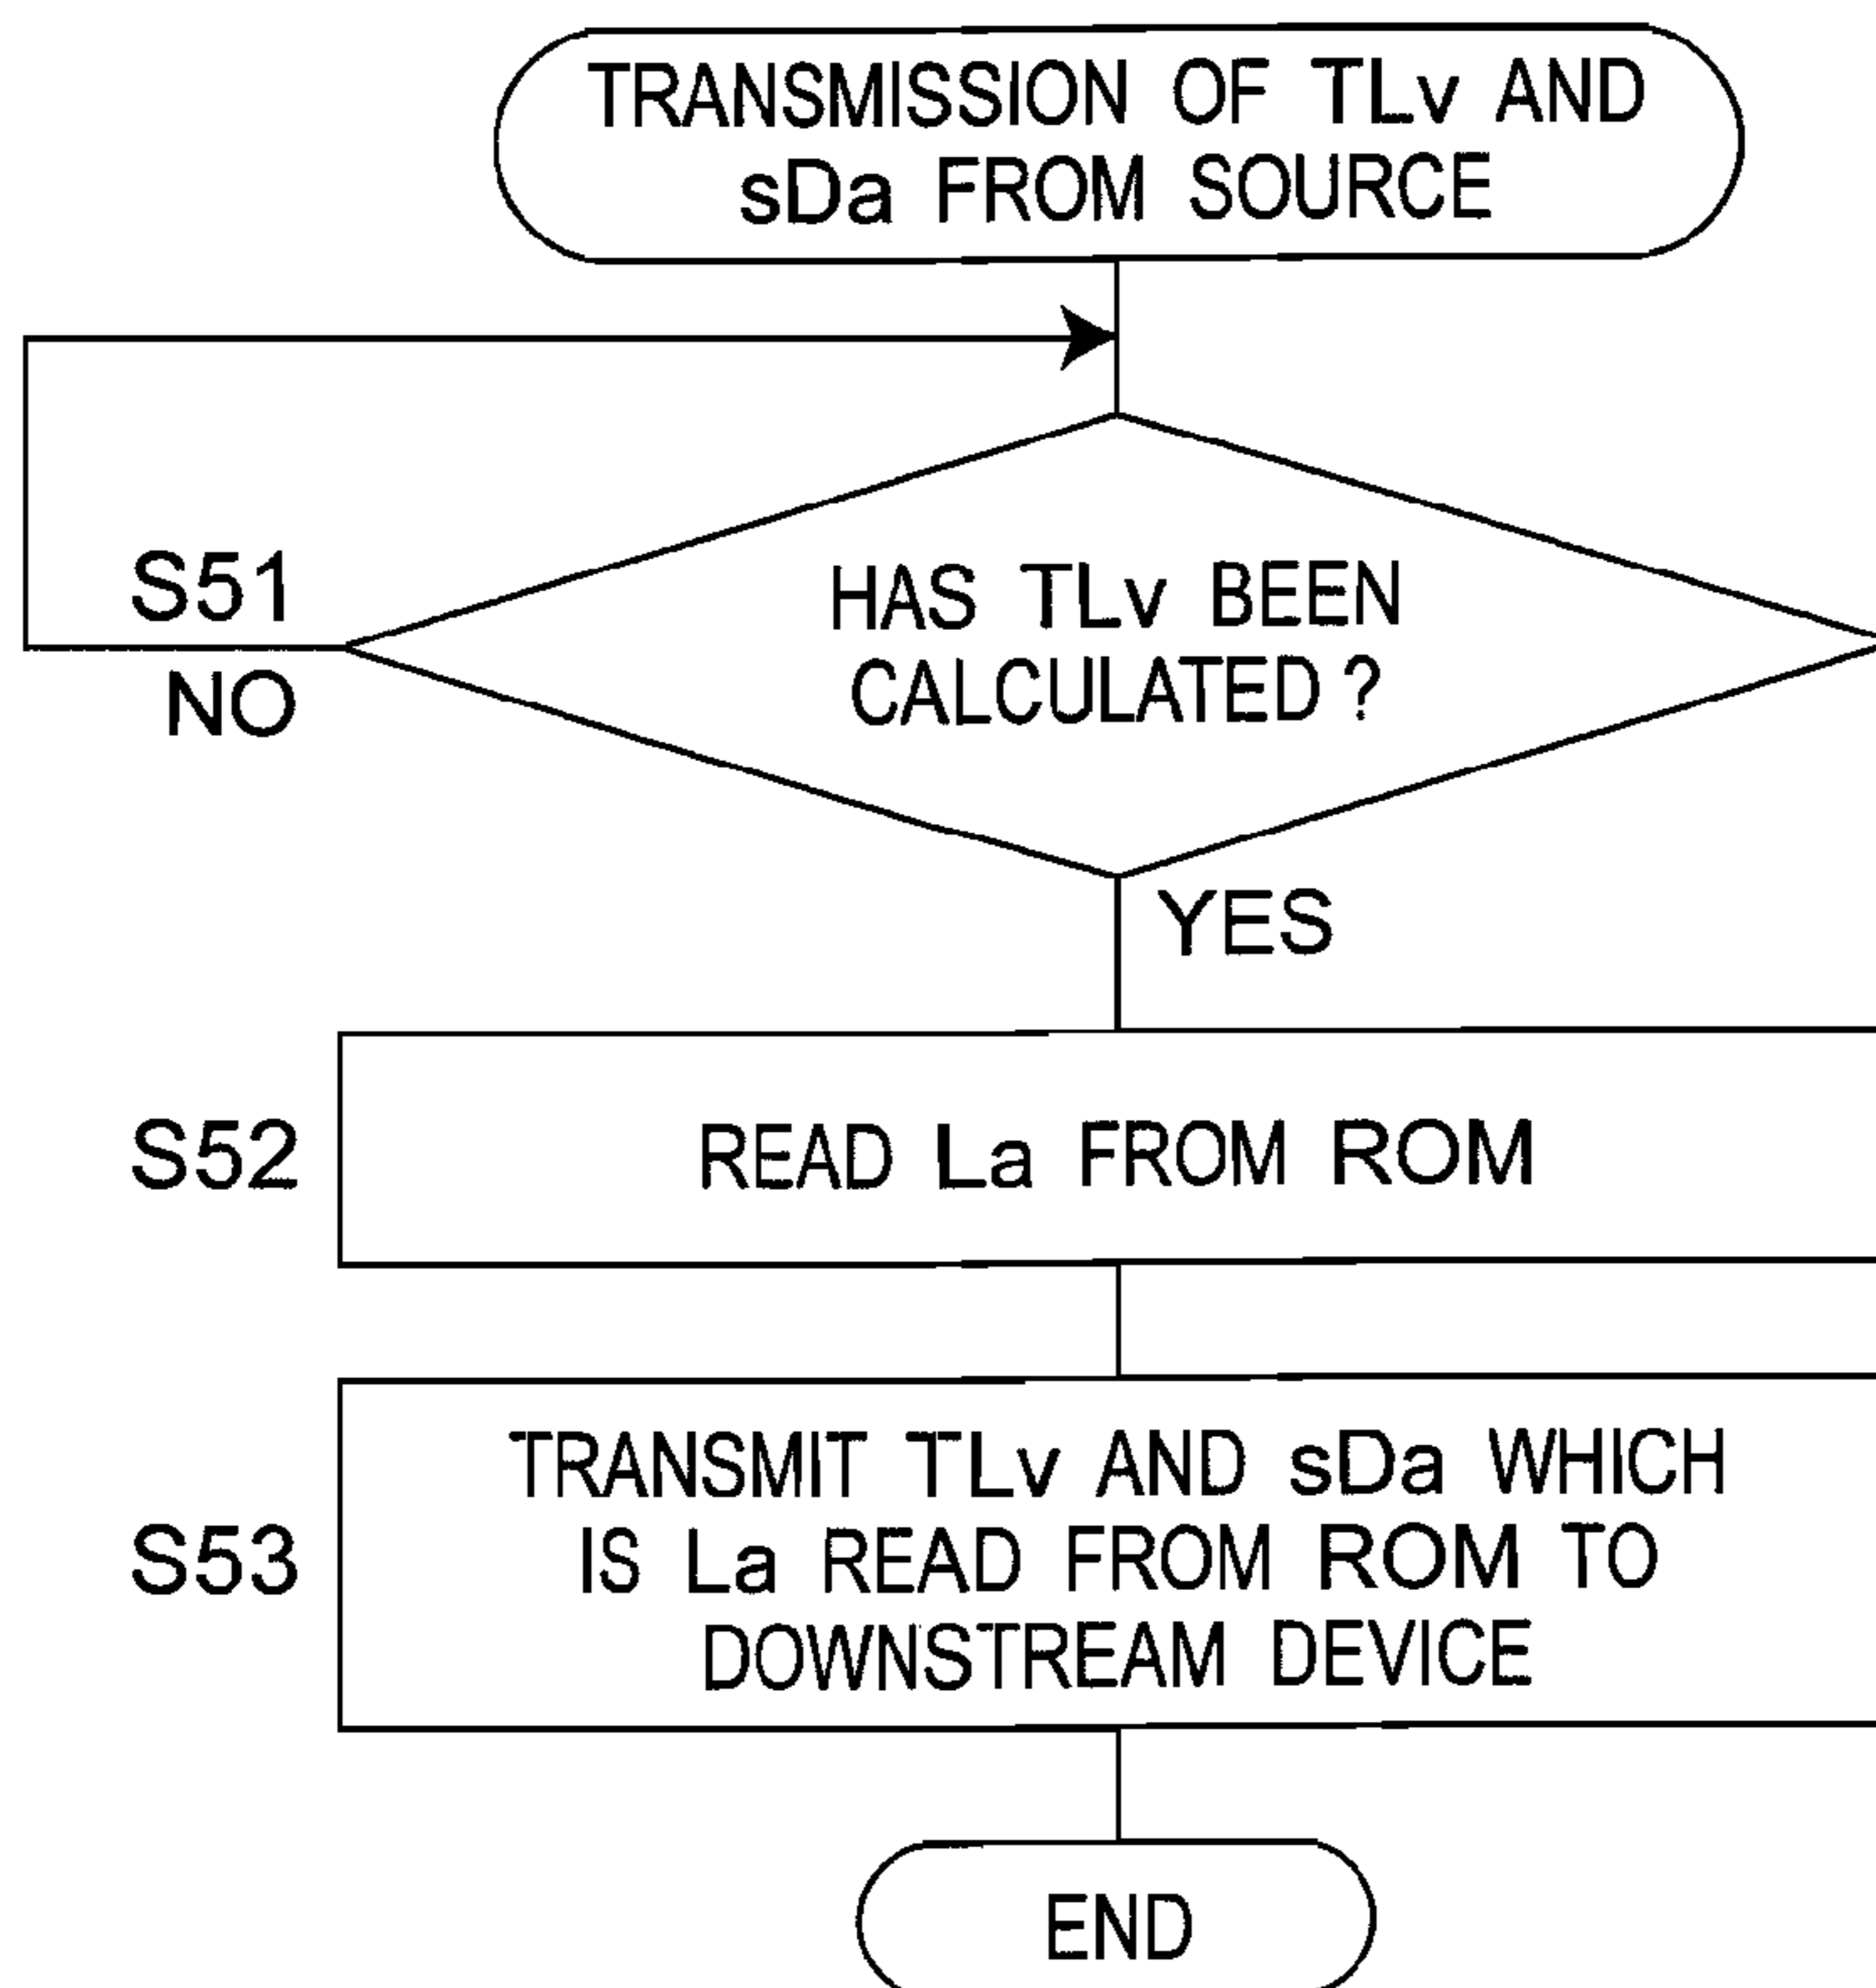 TRANSMISSION OF TLv AND
sDa FROM SOURCE
S51
NO
HAS TLv BEEN
CALCULATED ?
YES
S52
READ La FROM ROM
S53
TRANSMIT TLv AND sDa WHICH
IS La READ FROM ROM TO
DOWNSTREAM DEVICE
END